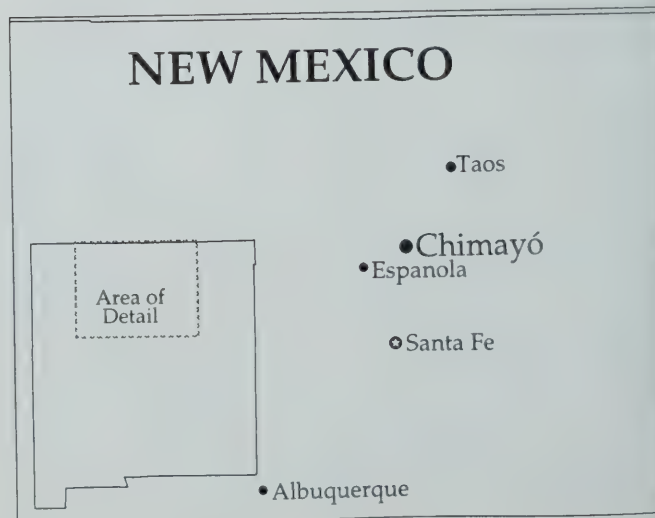 NEW MEXICO
Taos
Chimayó
Espanola
Area of
Detail
Santa Fe
Albuquerque